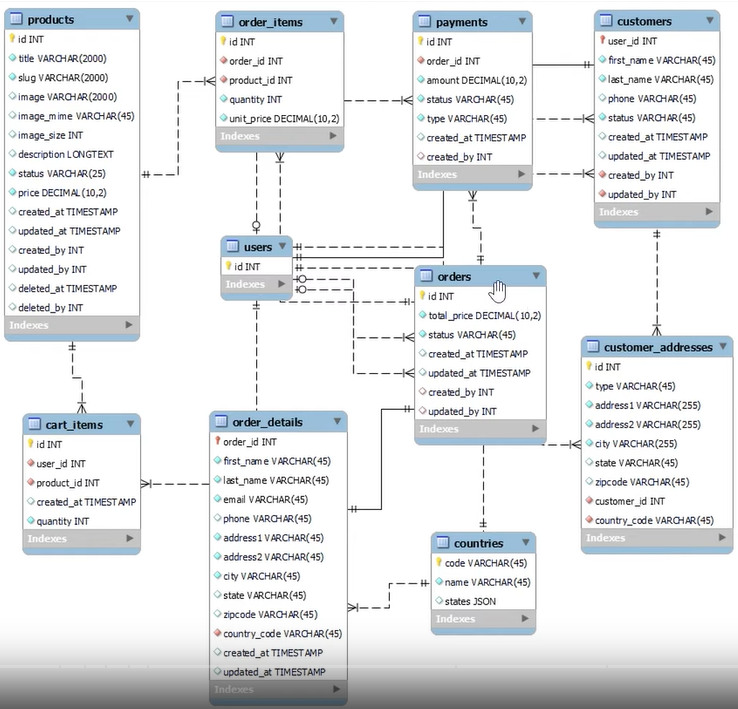 products
id INT
title VARCHAR(2000)
slug VARCHAR(2000)
image VARCHAR(2000)
image_mime VARCHAR(45)
image_size INT
description LONGTEXT
status VARCHAR(25)
price DECIMAL(10,2)
created_at TIMESTAMP
updated_at TIMESTAMP
created_by INT
updated_by INT
deleted_at TIMESTAMP
deleted_by INT
Indexes
order_items
id INT
order_id INT
product_id INT
quantity INT
unit_price DECIMAL(10,2)
Indexes
payments
id INT
order_id INT
amount DECIMAL(10,2)
status VARCHAR(45)
type VARCHAR(45)
created_at TIMESTAMP
created_by INT
Indexes
customers
user_id INT
first_name VARCHAR(45)
last_name VARCHAR(45)
phone VARCHAR(45)
status VARCHAR(45)
created_at TIMESTAMP
updated_at TIMESTAMP
created_by INT
updated_by INT
Indexes
users
id INT
Indexes
orders
id INT
total_price DECIMAL(10,2)
status VARCHAR(45)
created_at TIMESTAMP
updated_at TIMESTAMP
created_by INT
updated_by INT
Indexes
customer_addresses
id INT
type VARCHAR(45)
address1 VARCHAR(255)
address2 VARCHAR(255)
city VARCHAR(255)
state VARCHAR(45)
zipcode VARCHAR(45)
customer_id INT
country_code VARCHAR(45)
Indexes
cart_items
id INT
user_id INT
product_id INT
created_at TIMESTAMP
quantity INT
Indexes
order_details
order_id INT
first_name VARCHAR(45)
last_name VARCHAR(45)
email VARCHAR(45)
phone VARCHAR(45)
address1 VARCHAR(45)
address2 VARCHAR(45)
city VARCHAR(45)
state VARCHAR(45)
zipcode VARCHAR(45)
country_code VARCHAR(45)
created_at TIMESTAMP
updated_at TIMESTAMP
Indexes
countries
code VARCHAR(45)
name VARCHAR(45)
states JSON
Indexes